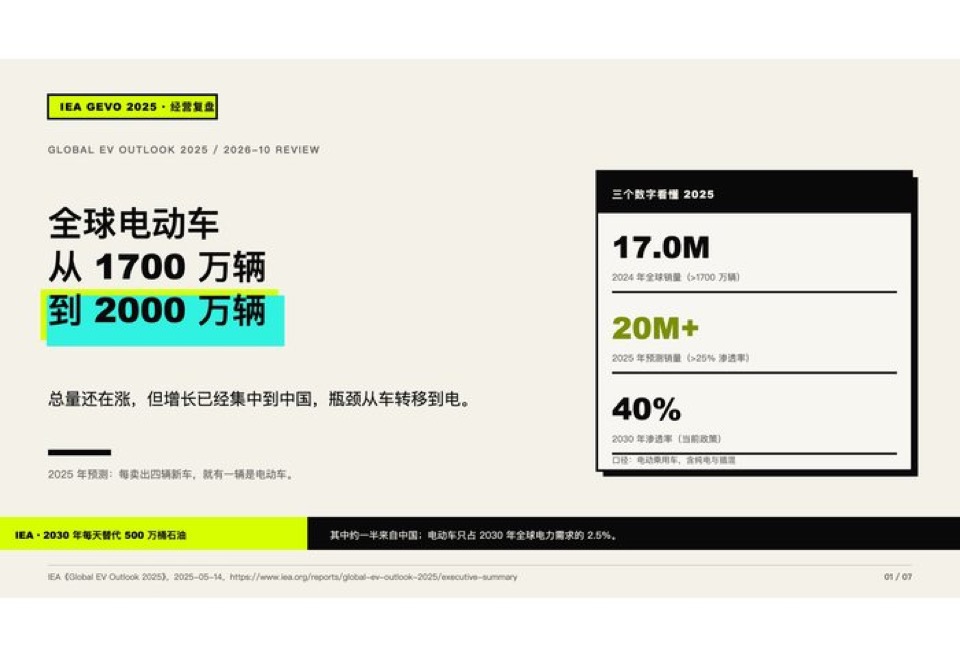 IEA GEVO 2025 · 经营复盘
GLOBAL EV OUTLOOK 2025 / 2026-10 REVIEW
全球电动车
从 1700 万辆
到 2000 万辆
总量还在涨，但增长已经集中到中国，瓶颈从车转移到电。
2025 年预测：每卖出四辆新车，就有一辆是电动车。
三个数字看懂 2025
17.0M
2024 年全球销量（>1700 万辆）
20M+
2025 年预测销量（>25% 渗透率）
40%
2030 年渗透率（当前政策）
口径：电动乘用车，含纯电与插混
IEA · 2030 年每天替代 500 万桶石油
其中约一半来自中国；电动车只占 2030 年全球电力需求的 2.5%。
IEA《Global EV Outlook 2025》，2025-05-14，https://www.iea.org/reports/global-ev-outlook-2025/executive-summary
01 / 07